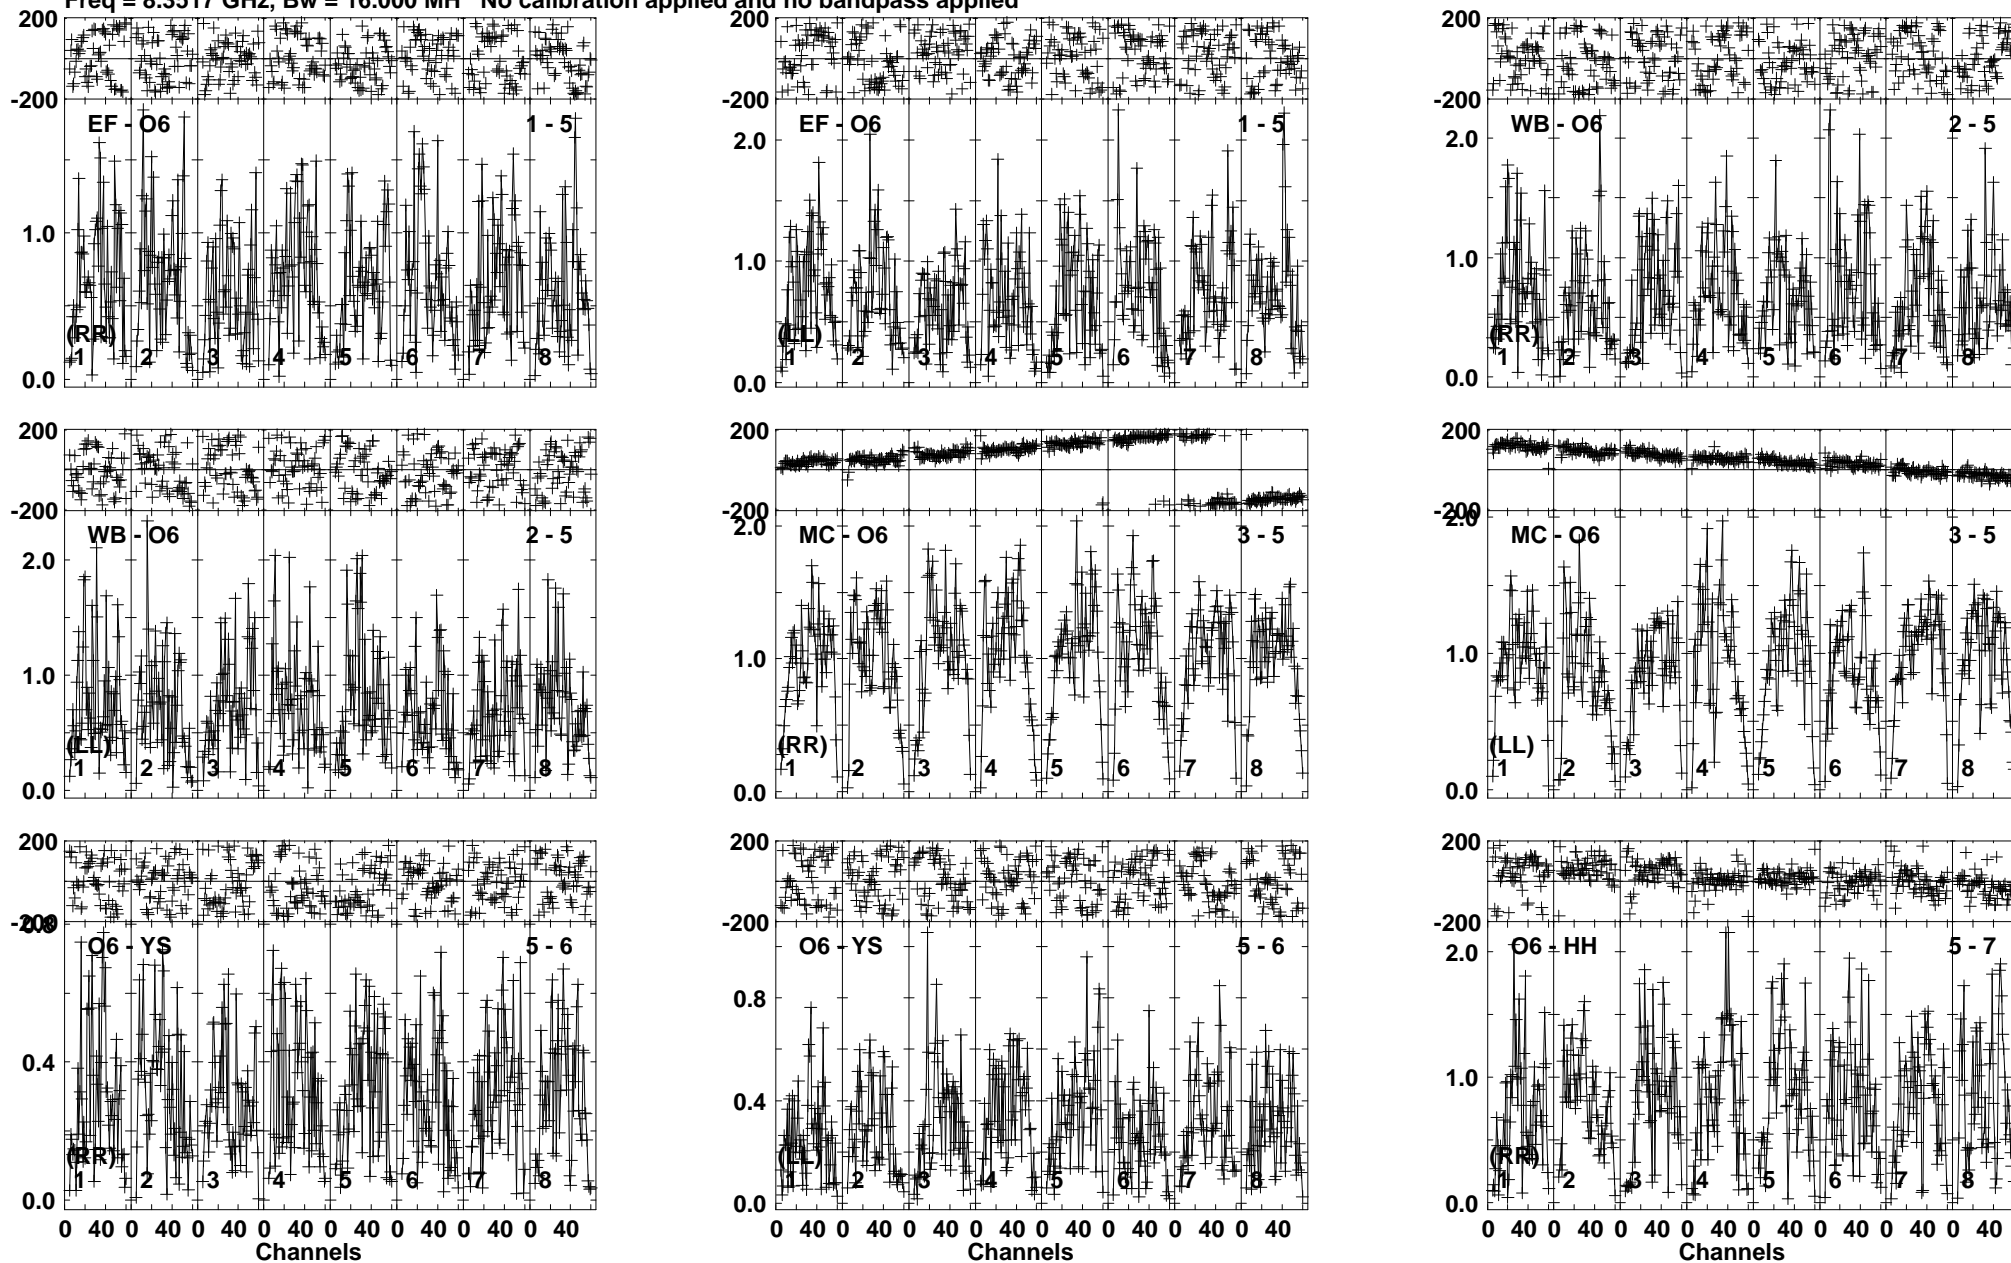 Freq = 8.3517 GHz, Bw = 16.000 MH No calibration applied and no bandpass applied
200 200 200
-200 -200 -200
EF - O6 1 - 5 EF - O6 1 - 5 WB - O6 2 - 5
2.0 2.0
1.0 1.0 1.0
(RR) (LL) (RR)
1 2 3 4 5 6 7 8 1 2 3 4 5 6 7 8 1 2 3 4 5 6 7 8
0.0 0.0 0.0
200 200 200
-200 -200 -200
WB - O6 2 - 5 MC - O6 3 - 5 MC - O6 3 - 5
2.0 2.0 2.0
1.0 1.0 1.0
(LL) (RR) (LL)
1 2 3 4 5 6 7 8 1 2 3 4 5 6 7 8 1 2 3 4 5 6 7 8
0.0 0.0 0.0
200 200 200
-200 -200 -200
0.8
O6 - YS 5 - 6 O6 - YS 5 - 6 O6 - HH 5 - 7
0.8 2.0
0.4 0.4 1.0
(RR) (LL) (RR)
1 2 3 4 5 6 7 8 1 2 3 4 5 6 7 8 1 2 3 4 5 6 7 8
0.0 0.0 0.0
0 40 0 40 0 40 0 40 0 40 0 40 0 40 0 40 0 40 0 40 0 40 0 40 0 40 0 40 0 40 0 40 0 40 0 40 0 40 0 40 0 40 0 40 0 40 0 40
Channels Channels Channels